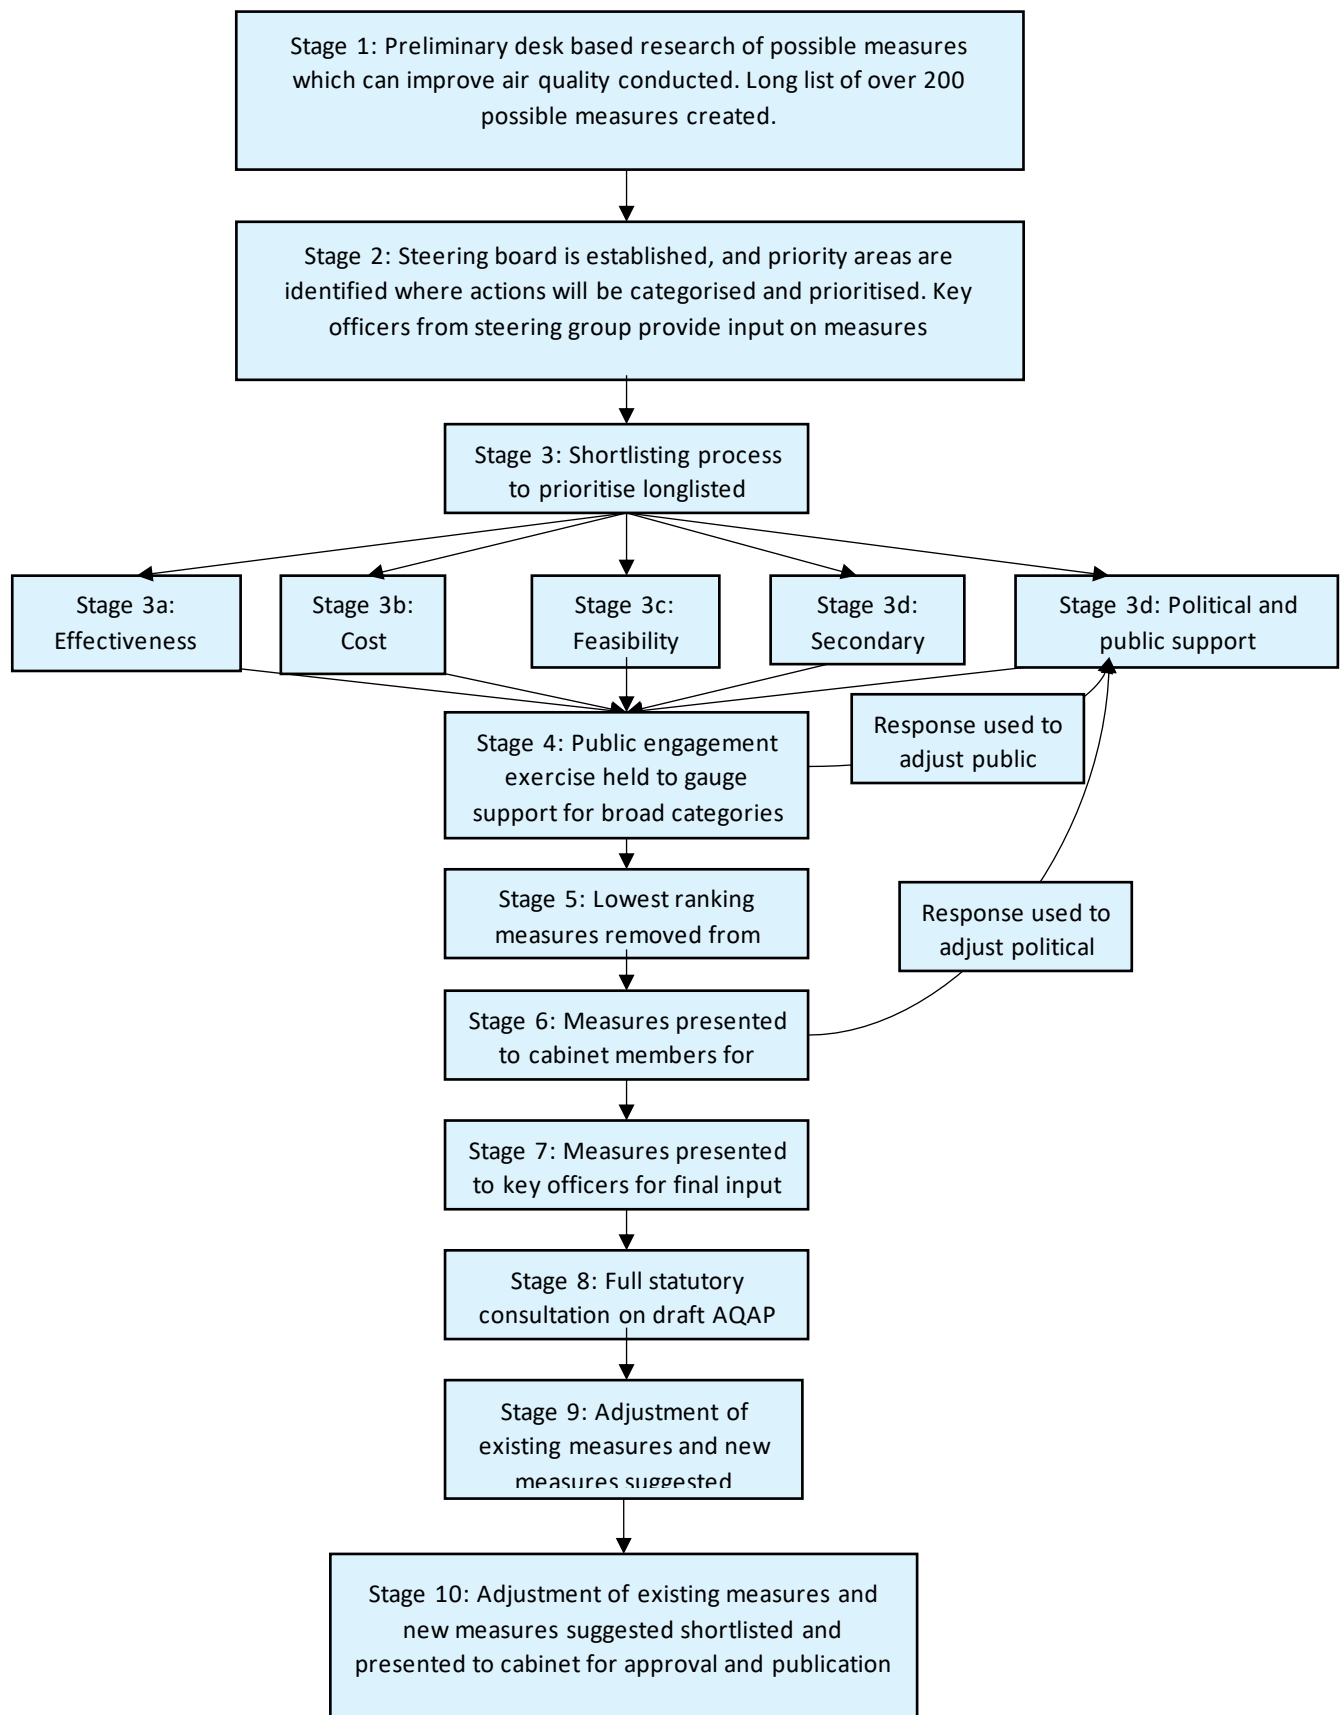 Stage 1: Preliminary desk based research of possible measures
which can improve air quality conducted. Long list of over 200
possible measures created.
Stage 2: Steering board is established, and priority areas are
identified where actions will be categorised and prioritised. Key
officers from steering group provide input on measures
Stage 3: Shortlisting process
to prioritise longlisted
Stage 3a:
Effectiveness
Stage 3b:
Cost
Stage 3c:
Feasibility
Stage 3d:
Secondary
Stage 3d: Political and
public support
Stage 4: Public engagement
exercise held to gauge
support for broad categories
Response used to
adjust public
Stage 5: Lowest ranking
measures removed from
Response used to
adjust political
Stage 6: Measures presented
to cabinet members for
Stage 7: Measures presented
to key officers for final input
Stage 8: Full statutory
consultation on draft AQAP
Stage 9: Adjustment of
existing measures and new
measures suggested
Stage 10: Adjustment of existing measures and
new measures suggested shortlisted and
presented to cabinet for approval and publication